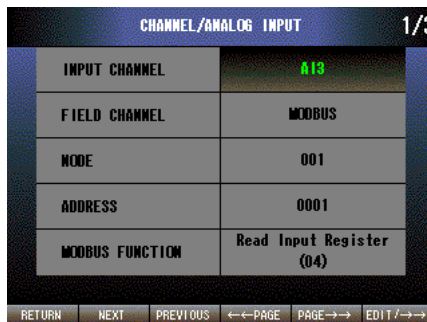 CHANNEL/ANALOG INPUT 1/3
INPUT CHANNEL AI3
FIELD CHANNEL MODBUS
NODE 001
ADDRESS 0001
MODBUS FUNCTION Read Input Register
(04)
RETURN NEXT PREVIOUS ←←PAGE PAGE→→ EDIT/→→